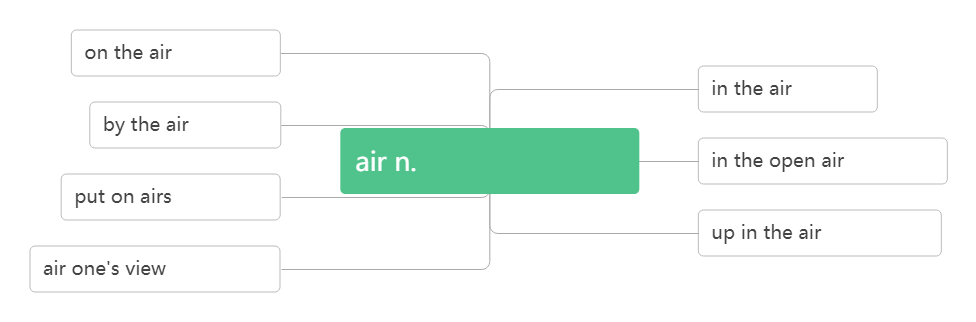 on the air
by the air
put on airs
air one's view
air n.
in the air
in the open air
up in the air